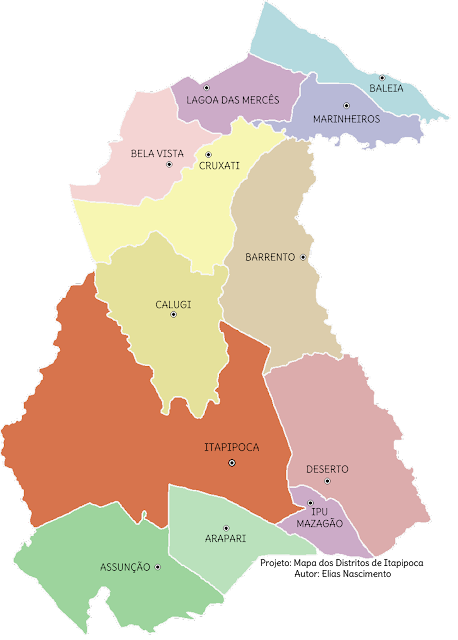 BALEIA
LAGOA DAS MERCÊS
MARINHEIROS
BELA VISTA
CRUXATI
BARRENTO
CALUGI
ITAPIPOCA
DESERTO
IPU
MAZAGÃO
ARAPARI
ASSUNÇÃO
Projeto: Mapa dos Distritos de Itapipoca
Autor: Elias Nascimento